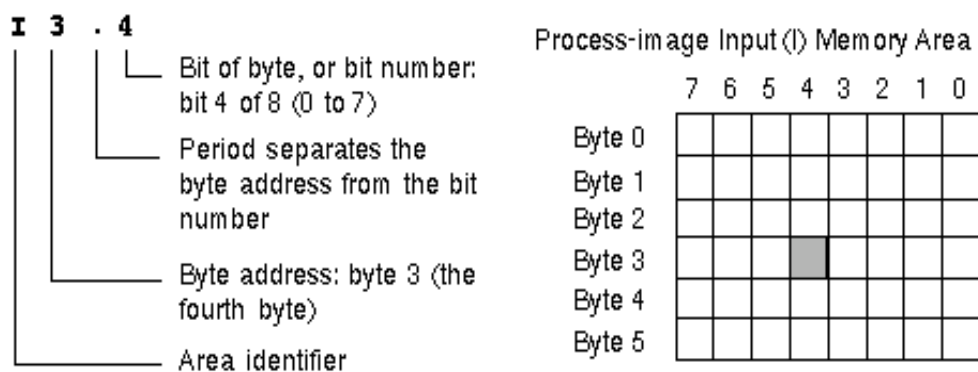 I 3 . 4
Bit of byte, or bit number:
bit 4 of 8 (0 to 7)
Period separates the
byte address from the bit
number
Byte address: byte 3 (the
fourth byte)
Area identifier
Process-image Input (I) Memory Area
7 6 5 4 3 2 1 0
Byte 0
Byte 1
Byte 2
Byte 3
Byte 4
Byte 5